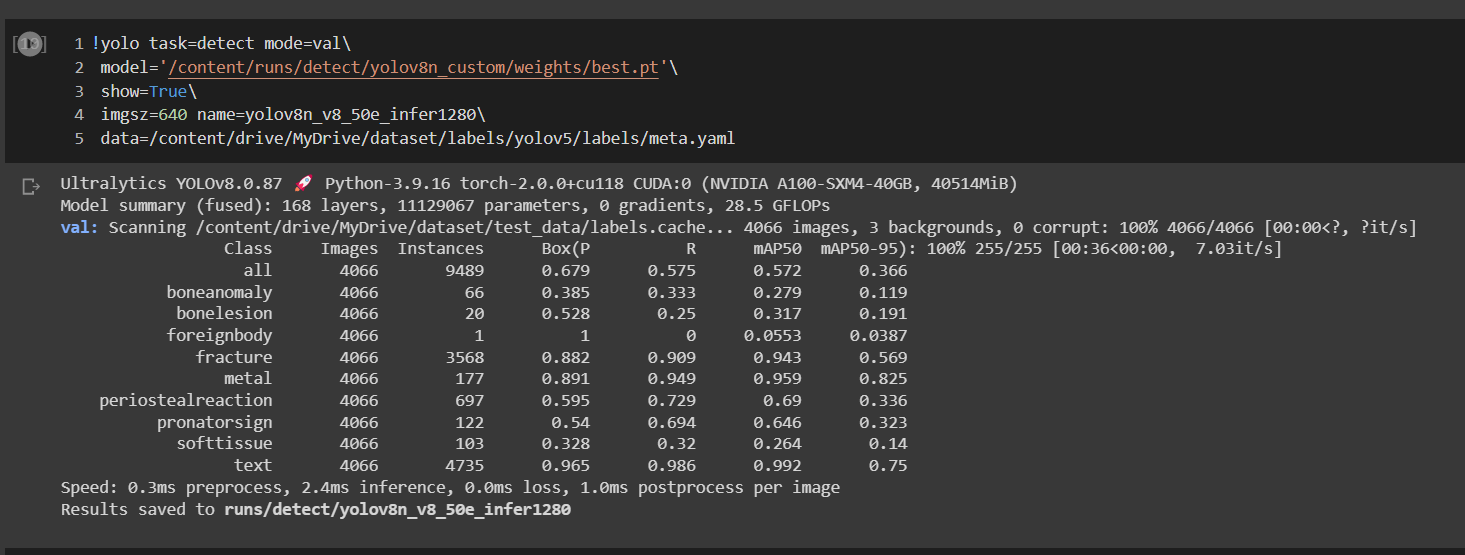 [13]
1 !yolo task=detect mode=val\
2 model='/content/runs/detect/yolov8n_custom/weights/best.pt'\
3 show=True\
4 imgsz=640 name=yolov8n_v8_50e_infer1280\
5 data=/content/drive/MyDrive/dataset/labels/yolov5/labels/meta.yaml
Ultralytics YOLOv8.0.87 🚀 Python-3.9.16 torch-2.0.0+cu118 CUDA:0 (NVIDIA A100-SXM4-40GB, 40514MiB)
Model summary (fused): 168 layers, 11129067 parameters, 0 gradients, 28.5 GFLOPs
val: Scanning /content/drive/MyDrive/dataset/test_data/labels.cache... 4066 images, 3 backgrounds, 0 corrupt: 100% 4066/4066 [00:00<?, ?it/s]
Class Images Instances Box(P R mAP50 mAP50-95): 100% 255/255 [00:36<00:00, 7.03it/s]
all 4066 9489 0.679 0.575 0.572 0.366
boneanomaly 4066 66 0.385 0.333 0.279 0.119
bonelesion 4066 20 0.528 0.25 0.317 0.191
foreignbody 4066 1 1 0 0.0553 0.0387
fracture 4066 3568 0.882 0.909 0.943 0.569
metal 4066 177 0.891 0.949 0.959 0.825
periostealreaction 4066 697 0.595 0.729 0.69 0.336
pronatorsign 4066 122 0.54 0.694 0.646 0.323
softtissue 4066 103 0.328 0.32 0.264 0.14
text 4066 4735 0.965 0.986 0.992 0.75
Speed: 0.3ms preprocess, 2.4ms inference, 0.0ms loss, 1.0ms postprocess per image
Results saved to runs/detect/yolov8n_v8_50e_infer1280